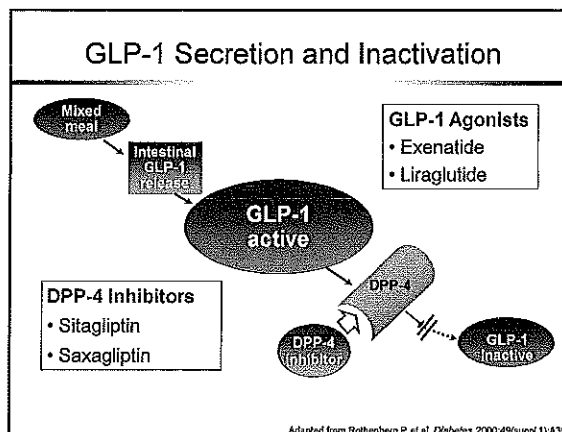 GLP-1 Secretion and Inactivation
Mixed
meal
Intestinal
GLP-1
release
GLP-1
active
GLP-1 Agonists
• Exenatide
• Liraglutide
DPP-4 Inhibitors
• Sitagliptin
• Saxagliptin
DPP-4
DPP-4
inhibitor
GLP-1
inactive
Adapted from Rothenberg P, et al. Diabetes. 2000;49(suppl 1):A39